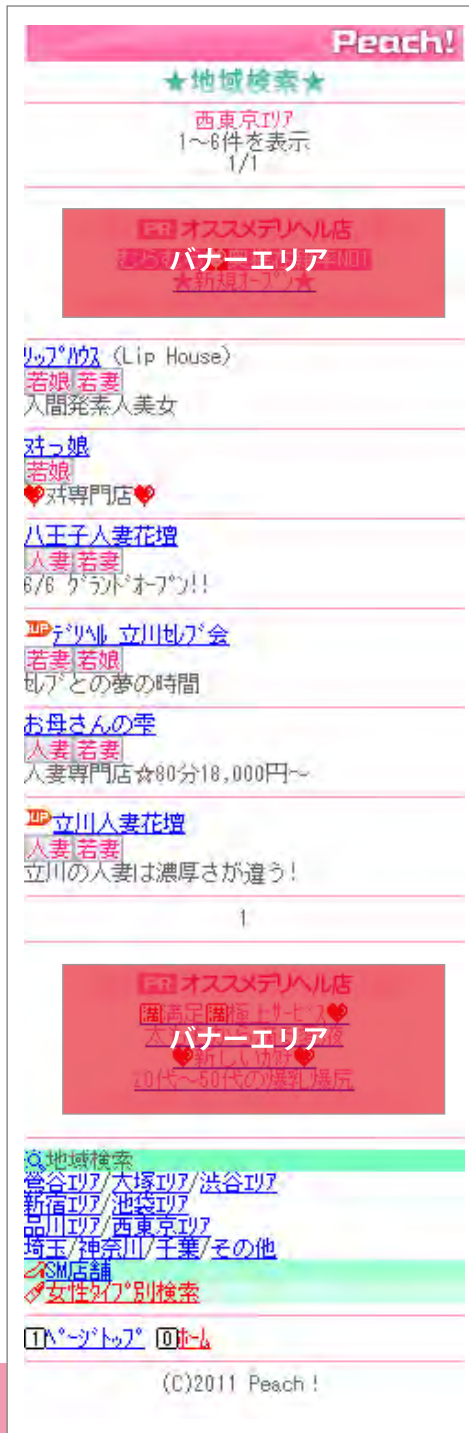 Peach!
★地域検索★
西東京ｴﾘｱ
1～6件を表示
1/1
PR オススメデリヘル店
バナーエリア
★新規ｵｰﾌﾟﾝ★
ﾘｯﾌﾟﾊｳｽ (Lip House)
若娘 若妻
入間発素人美女
ﾇｷっ娘
若娘
ﾇｷ専門店
八王子人妻花壇
人妻 若妻
6/6 ｸﾞﾗﾝﾄﾞｵｰﾌﾟﾝ!!
UP ﾃﾞﾘﾍﾙ 立川ｾﾚﾌﾞ会
若妻 若娘
ｾﾚﾌﾞとの夢の時間
お母さんの雫
人妻 若妻
人妻専門店☆80分18,000円～
UP 立川人妻花壇
人妻 若妻
立川の人妻は濃厚さが違う!
1
PR オススメデリヘル店
満 満足 満 極上ｻｰﾋﾞｽ
バナーエリア
20代～50代の爆乳爆尻
地域検索
鶯谷ｴﾘｱ/大塚ｴﾘｱ/渋谷ｴﾘｱ
新宿ｴﾘｱ/池袋ｴﾘｱ
品川ｴﾘｱ/西東京ｴﾘｱ
埼玉/神奈川/千葉/その他
SM店舗
女性ﾀｲﾌﾟ別検索
1 ﾍﾟｰｼﾞﾄｯﾌﾟ 0 ﾎｰﾑ
(C)2011 Peach !